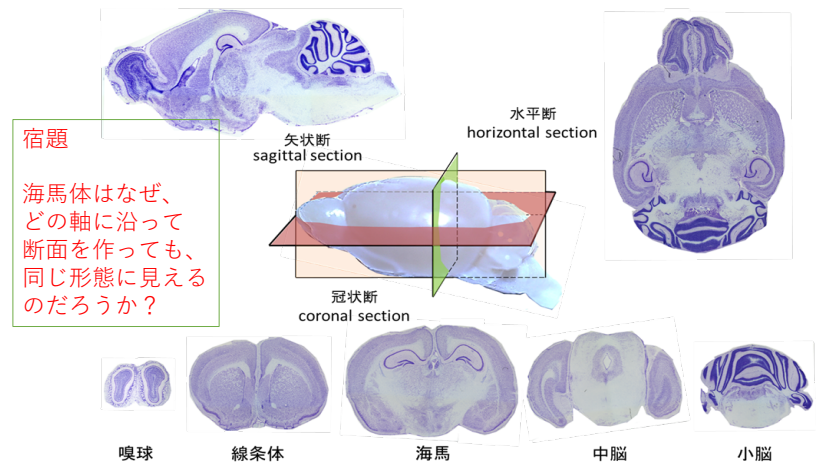 矢状断
sagittal section
水平断
horizontal section
宿題
海馬体はなぜ、
どの軸に沿って
断面を作っても、
同じ形態に見える
のだろうか？
冠状断
coronal section
嗅球
線条体
海馬
中脳
小脳